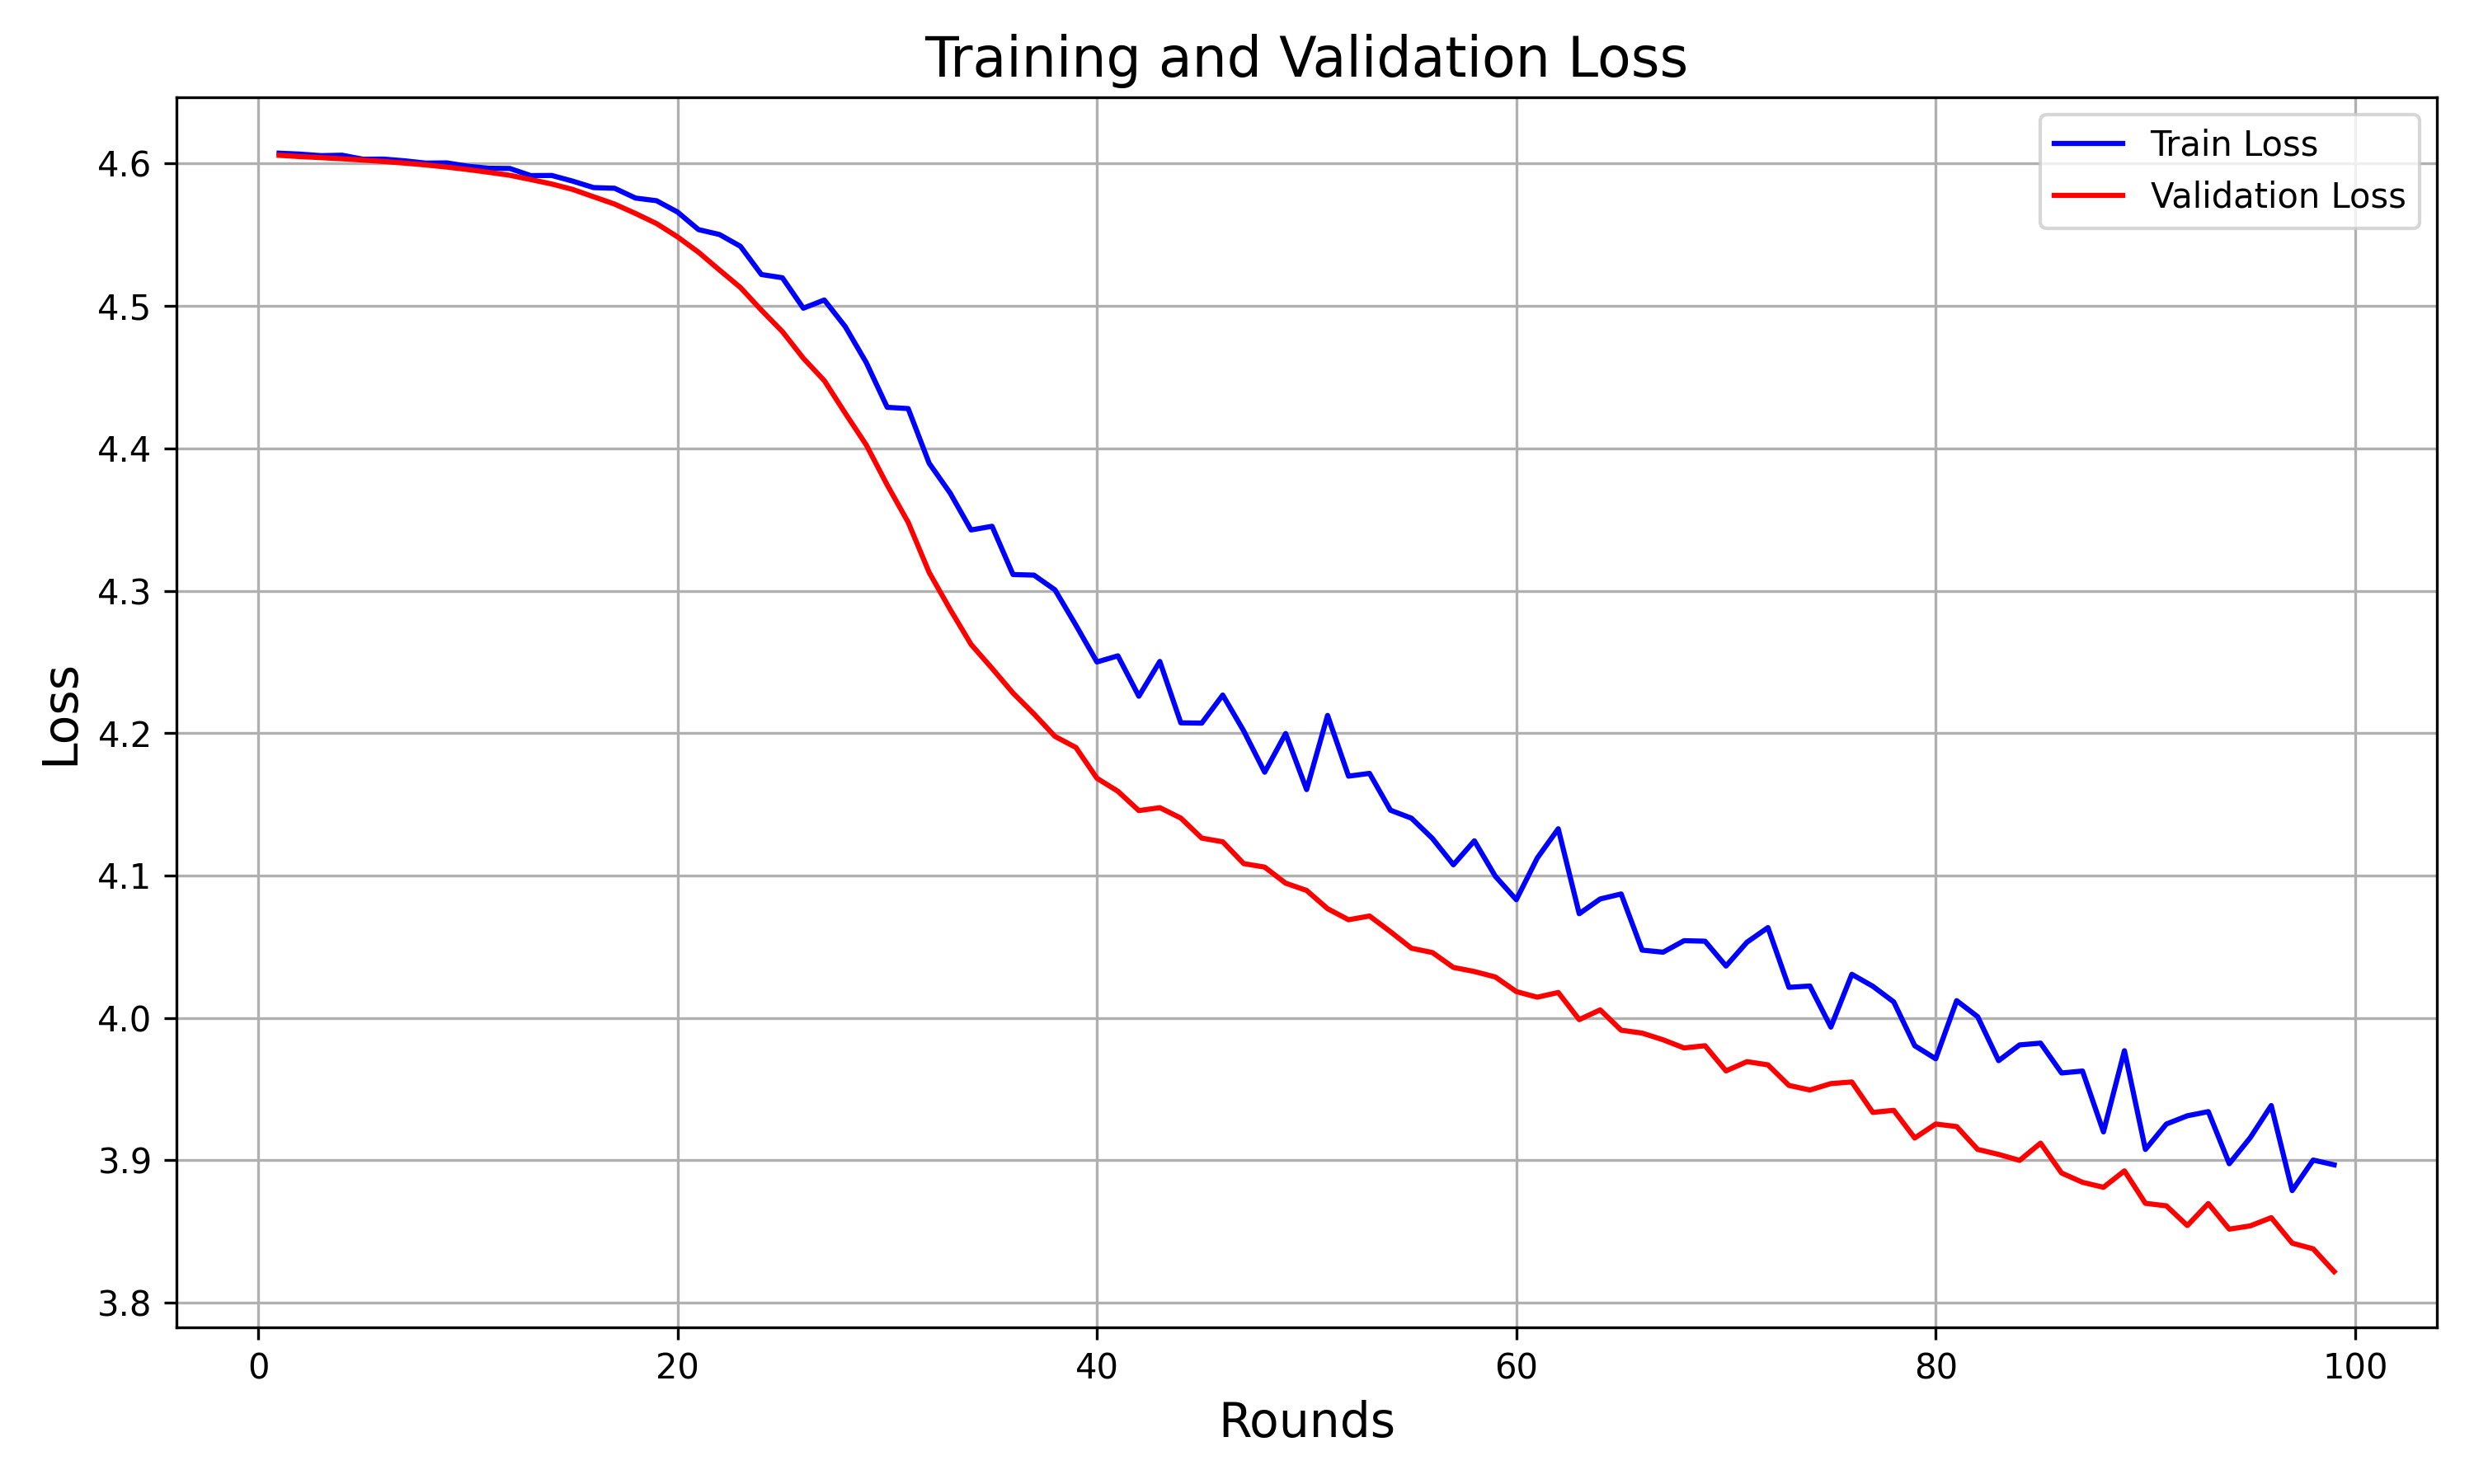 Training and Validation Loss
Train Loss
Validation Loss
4.6
4.5
4.4
4.3
4.2
4.1
4.0
3.9
3.8
Loss
0 20 40 60 80 100
Rounds